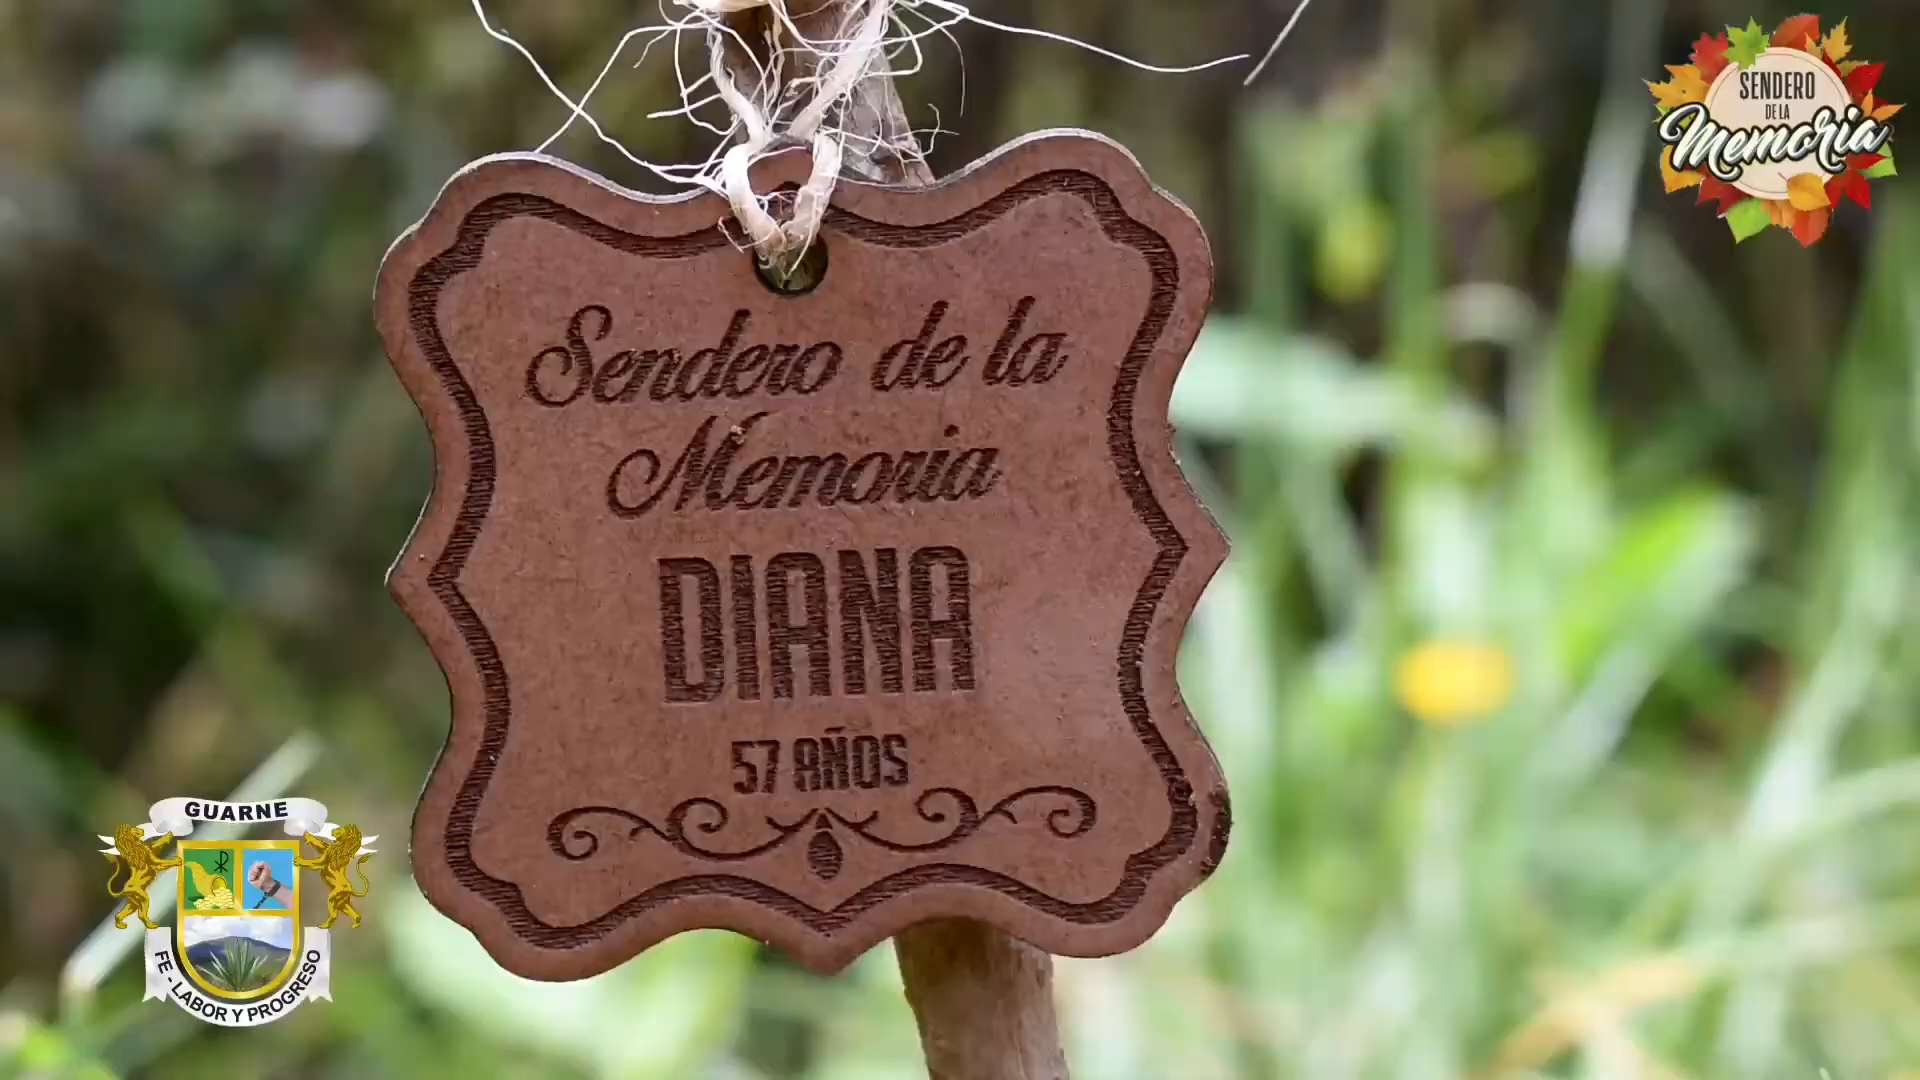 SENDERO
DE LA
Memoria
Sendero de la
Memoria
DIANA
57 AÑOS
GUARNE
FE - LABOR Y PROGRESO